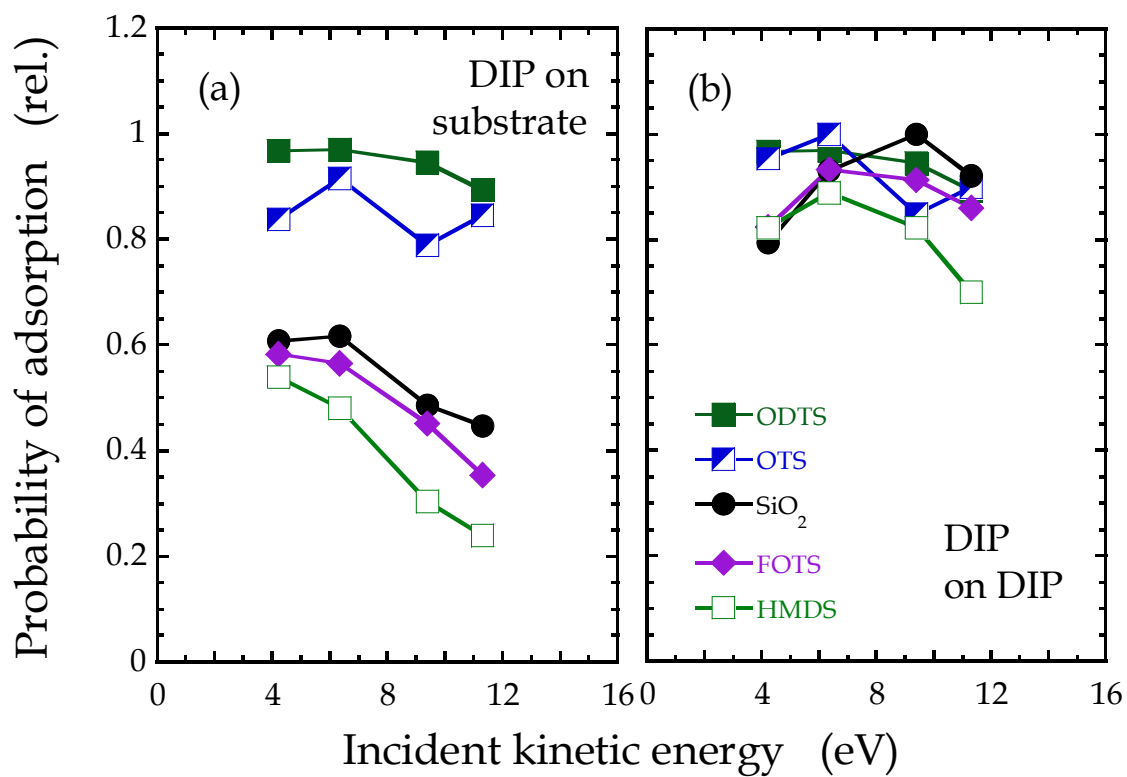 Probability of adsorption (rel.)
1.2
1
0.8
0.6
0.4
0.2
0
(a)
DIP on
substrate
0
4
8
12
16
(b)
ODTS
OTS
SiO₂
FOTS
HMDS
DIP
on DIP
0
4
8
12
16
Incident kinetic energy (eV)